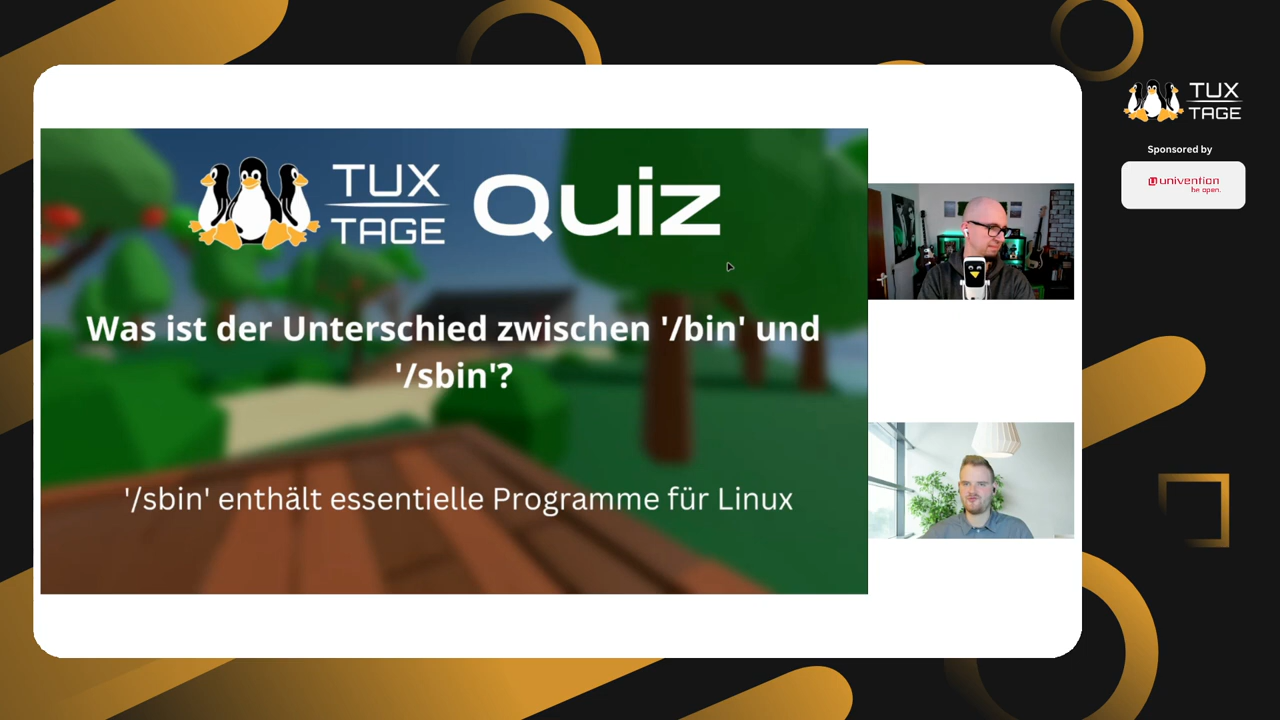 TUX
TAGE
Quiz
Was ist der Unterschied zwischen '/bin' und
'/sbin'?
'/sbin' enthält essentielle Programme für Linux
TUX
TAGE
Sponsored by
univention
be open.